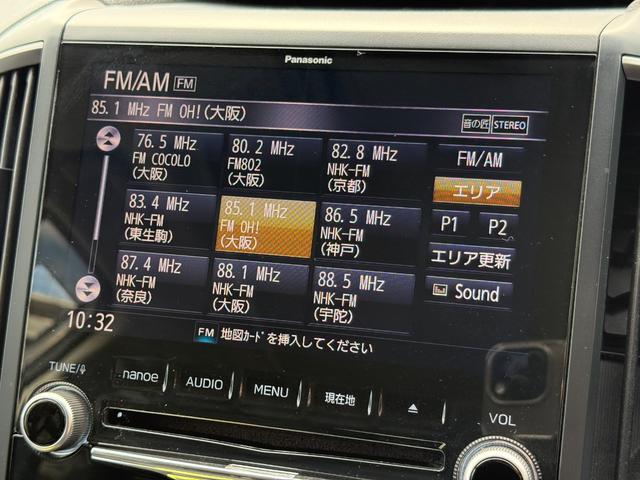 Panasonic
FM/AM FM
85.1 MHz FM OH!(大阪)
音の匠 STEREO
76.5 MHz
FM COCOLO
(大阪)
80.2 MHz
FM802
(大阪)
82.8 MHz
NHK-FM
(京都)
FM/AM
エリア
83.4 MHz
NHK-FM
(東生駒)
85.1 MHz
FM OH!
(大阪)
86.5 MHz
NHK-FM
(神戸)
P1 P2
エリア更新
87.4 MHz
NHK-FM
(奈良)
88.1 MHz
NHK-FM
(大阪)
88.5 MHz
NHK-FM
(宇陀)
Sound
10:32
FM 地図ｶｰﾄﾞを挿入してください
TUNE/
nanoe
AUDIO
MENU
現在地
VOL